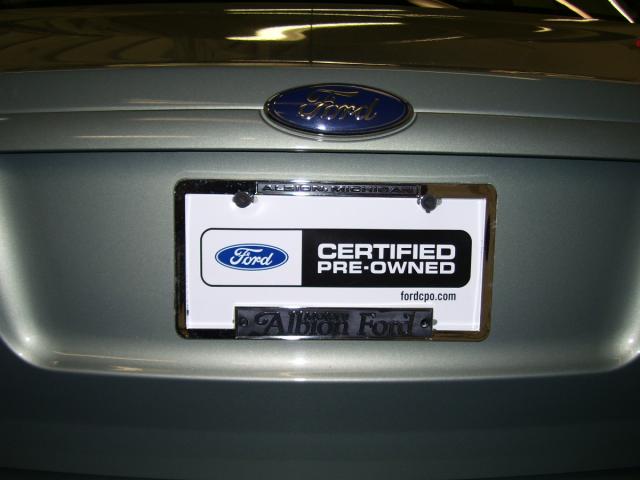 Ford
ALBION, MICHIGAN
Ford
CERTIFIED
PRE-OWNED
fordcpo.com
Albion Ford